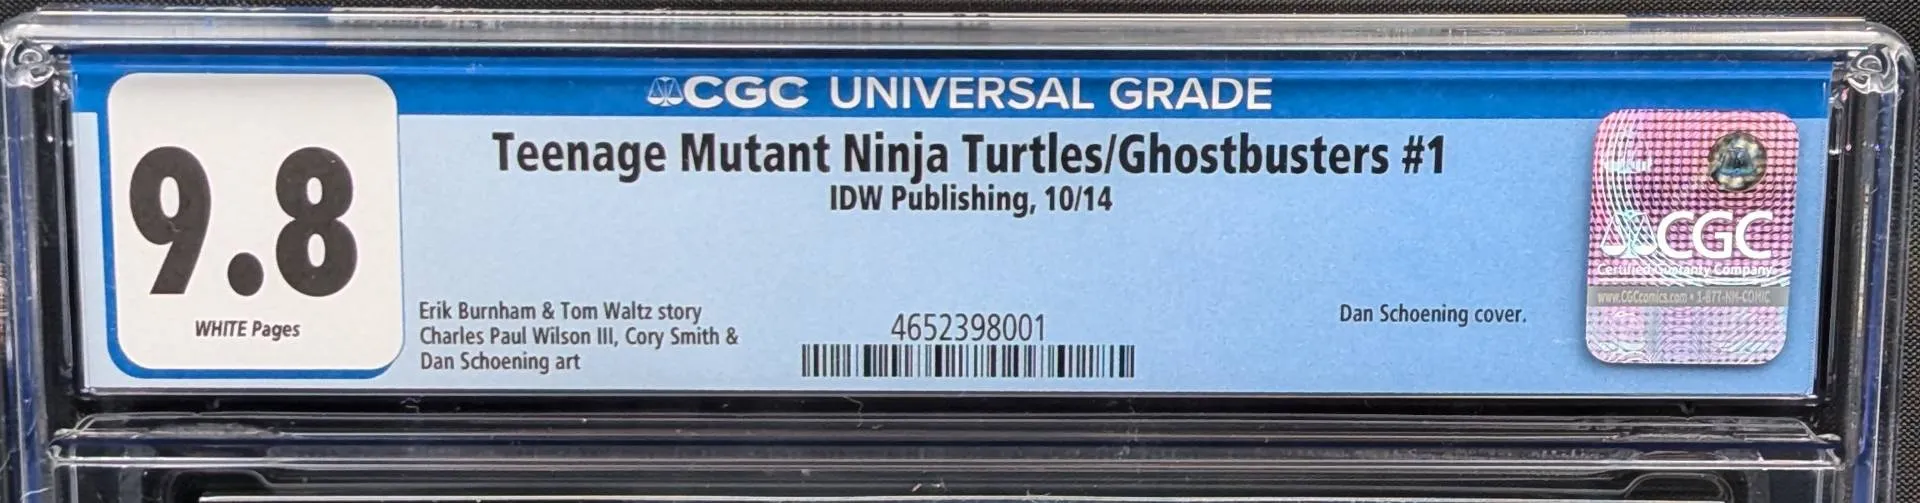 CGC UNIVERSAL GRADE
9.8
WHITE Pages
Teenage Mutant Ninja Turtles/Ghostbusters #1
IDW Publishing, 10/14
Erik Burnham & Tom Waltz story
Charles Paul Wilson III, Cory Smith &
Dan Schoening art
4652398001
Dan Schoening cover.
CGC
Certified Guaranty Company
www.CGCcomics.com • 1-877-NM-COMIC